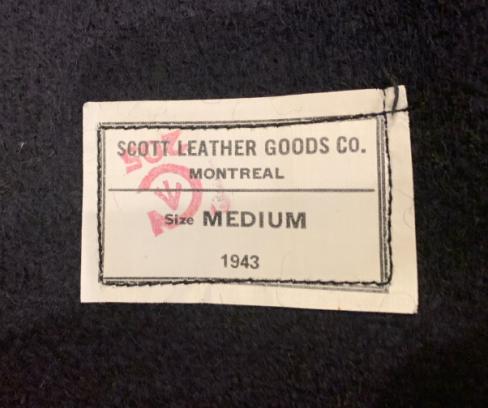 SCOTT LEATHER GOODS CO.
MONTREAL
Size MEDIUM
1943